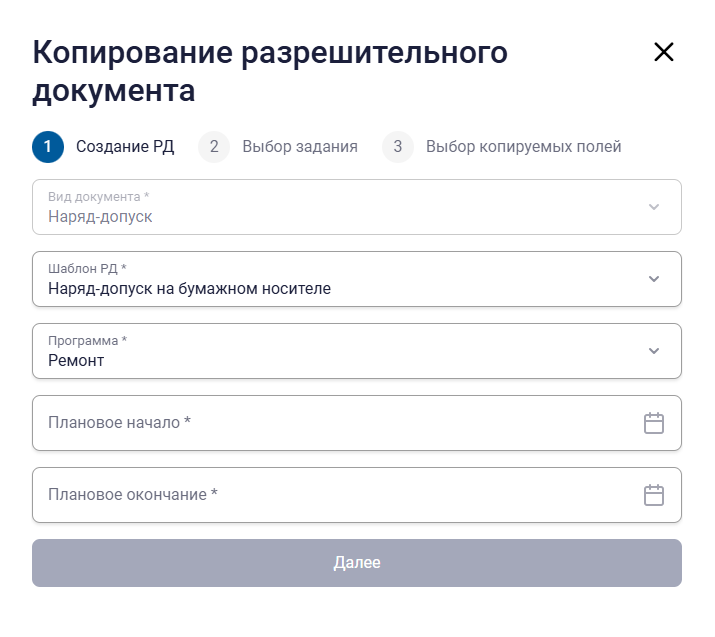 Копирование разрешительного
документа
1 Создание РД 2 Выбор задания 3 Выбор копируемых полей
Вид документа *
Наряд-допуск
Шаблон РД *
Наряд-допуск на бумажном носителе
Программа *
Ремонт
Плановое начало *
Плановое окончание *
Далее